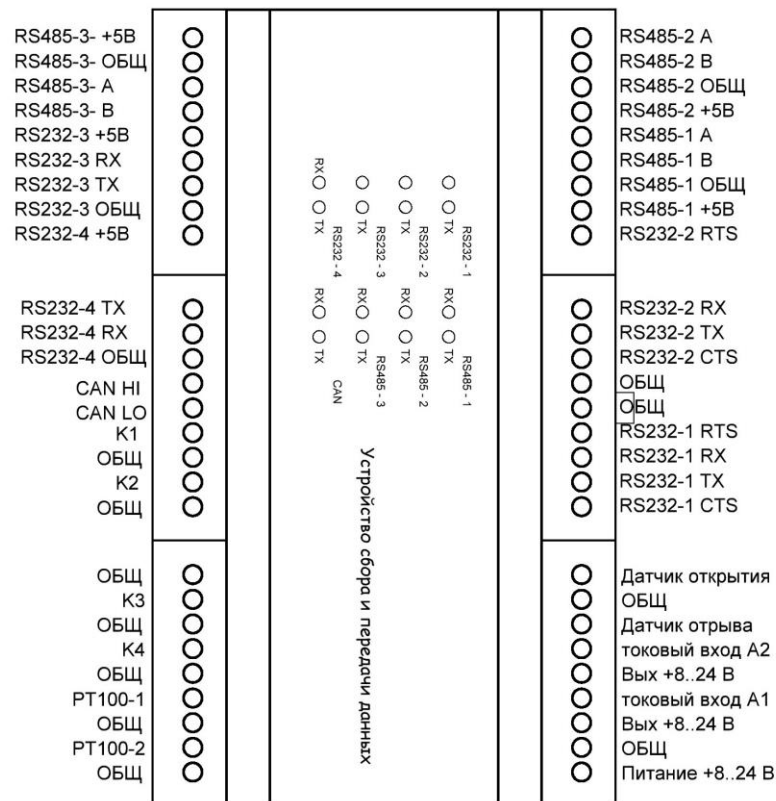 RS485-3- +5В
RS485-3- ОБЩ
RS485-3- A
RS485-3- B
RS232-3 +5В
RS232-3 RX
RS232-3 TX
RS232-3 ОБЩ
RS232-4 +5В
RS232-4 TX
RS232-4 RX
RS232-4 ОБЩ
CAN HI
CAN LO
K1
ОБЩ
K2
ОБЩ
ОБЩ
K3
ОБЩ
K4
ОБЩ
PT100-1
ОБЩ
PT100-2
ОБЩ
RX
TX
TX
TX
TX
RS232 - 4
RS232 - 3
RS232 - 2
RS232 - 1
RX
RX
RX
RX
TX
TX
TX
TX
CAN
RS485 - 3
RS485 - 2
RS485 - 1
Устройство сбора и передачи данных
RS485-2 A
RS485-2 B
RS485-2 ОБЩ
RS485-2 +5В
RS485-1 A
RS485-1 B
RS485-1 ОБЩ
RS485-1 +5В
RS232-2 RTS
RS232-2 RX
RS232-2 TX
RS232-2 CTS
ОБЩ
ОБЩ
RS232-1 RTS
RS232-1 RX
RS232-1 TX
RS232-1 CTS
Датчик открытия
ОБЩ
Датчик отрыва
токовый вход А2
Вых +8..24 В
токовый вход А1
Вых +8..24 В
ОБЩ
Питание +8..24 В